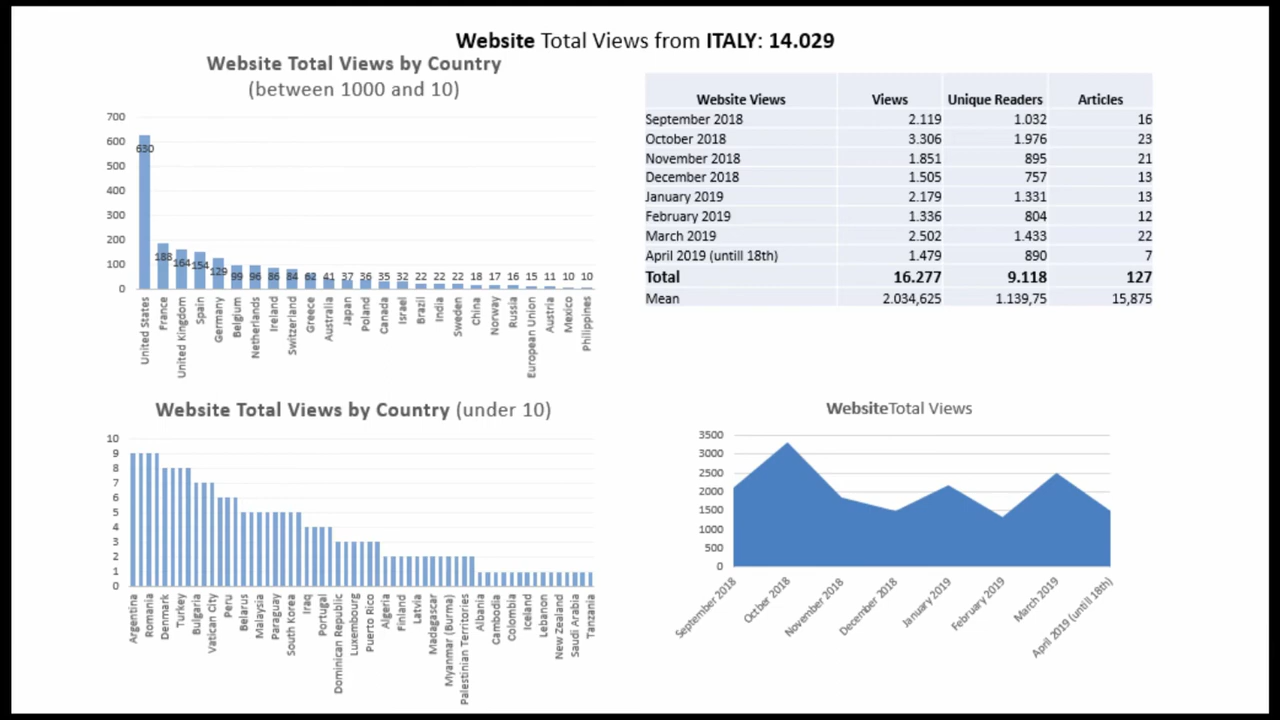 Website Total Views from ITALY: 14.029
Website Total Views by Country
(between 1000 and 10)
700
600
500
400
300
200
100
0
630
188
164
154
129
99
96
86
84
62
41
37
36
35
32
22
22
22
18
17
16
15
11
10
10
United States
France
United Kingdom
Spain
Germany
Belgium
Netherlands
Ireland
Switzerland
Greece
Australia
Japan
Poland
Canada
Israel
Brazil
India
Sweden
China
Norway
Russia
European Union
Austria
Mexico
Philippines
Website Views Views Unique Readers Articles
September 2018 2.119 1.032 16
October 2018 3.306 1.976 23
November 2018 1.851 895 21
December 2018 1.505 757 13
January 2019 2.179 1.331 13
February 2019 1.336 804 12
March 2019 2.502 1.433 22
April 2019 (untill 18th) 1.479 890 7
Total 16.277 9.118 127
Mean 2.034,625 1.139,75 15,875
Website Total Views by Country (under 10)
10
9
8
7
6
5
4
3
2
1
0
Argentina
Romania
Denmark
Turkey
Bulgaria
Vatican City
Peru
Belarus
Malaysia
Paraguay
South Korea
Iraq
Portugal
Dominican Republic
Luxembourg
Puerto Rico
Algeria
Finland
Latvia
Madagascar
Myanmar (Burma)
Palestinian Territories
Albania
Cambodia
Colombia
Iceland
Lebanon
New Zealand
Saudi Arabia
Tanzania
WebsiteTotal Views
3500
3000
2500
2000
1500
1000
500
0
September 2018
October 2018
November 2018
December 2018
January 2019
February 2019
March 2019
April 2019 (untill 18th)